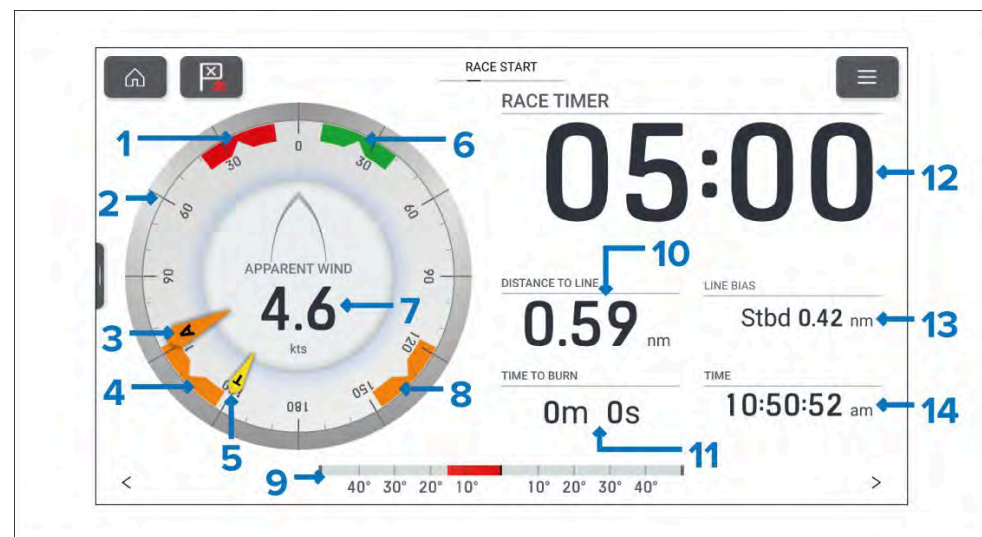 RACE START
RACE TIMER
05:00
12
1
6
2
0
30
30
60
60
90
90
120
150
150
180
APPARENT WIND
4.6
kts
7
A
3
T
4
5
8
10
DISTANCE TO LINE
0.59 nm
LINE BIAS
Stbd 0.42 nm
13
TIME TO BURN
0m 0s
11
TIME
10:50:52 am
14
9
40° 30° 20° 10° 10° 20° 30° 40°
<
>